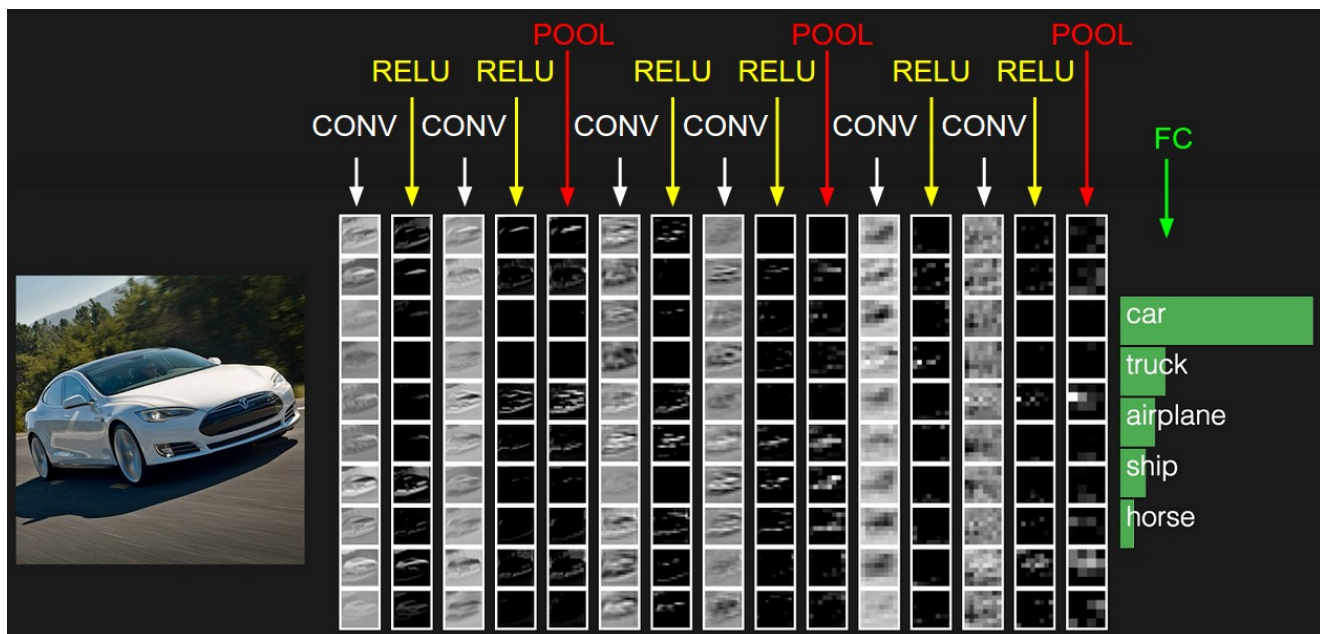 POOL POOL POOL
RELU RELU RELU RELU RELU RELU
CONV CONV CONV CONV CONV CONV
FC
car
truck
airplane
ship
horse